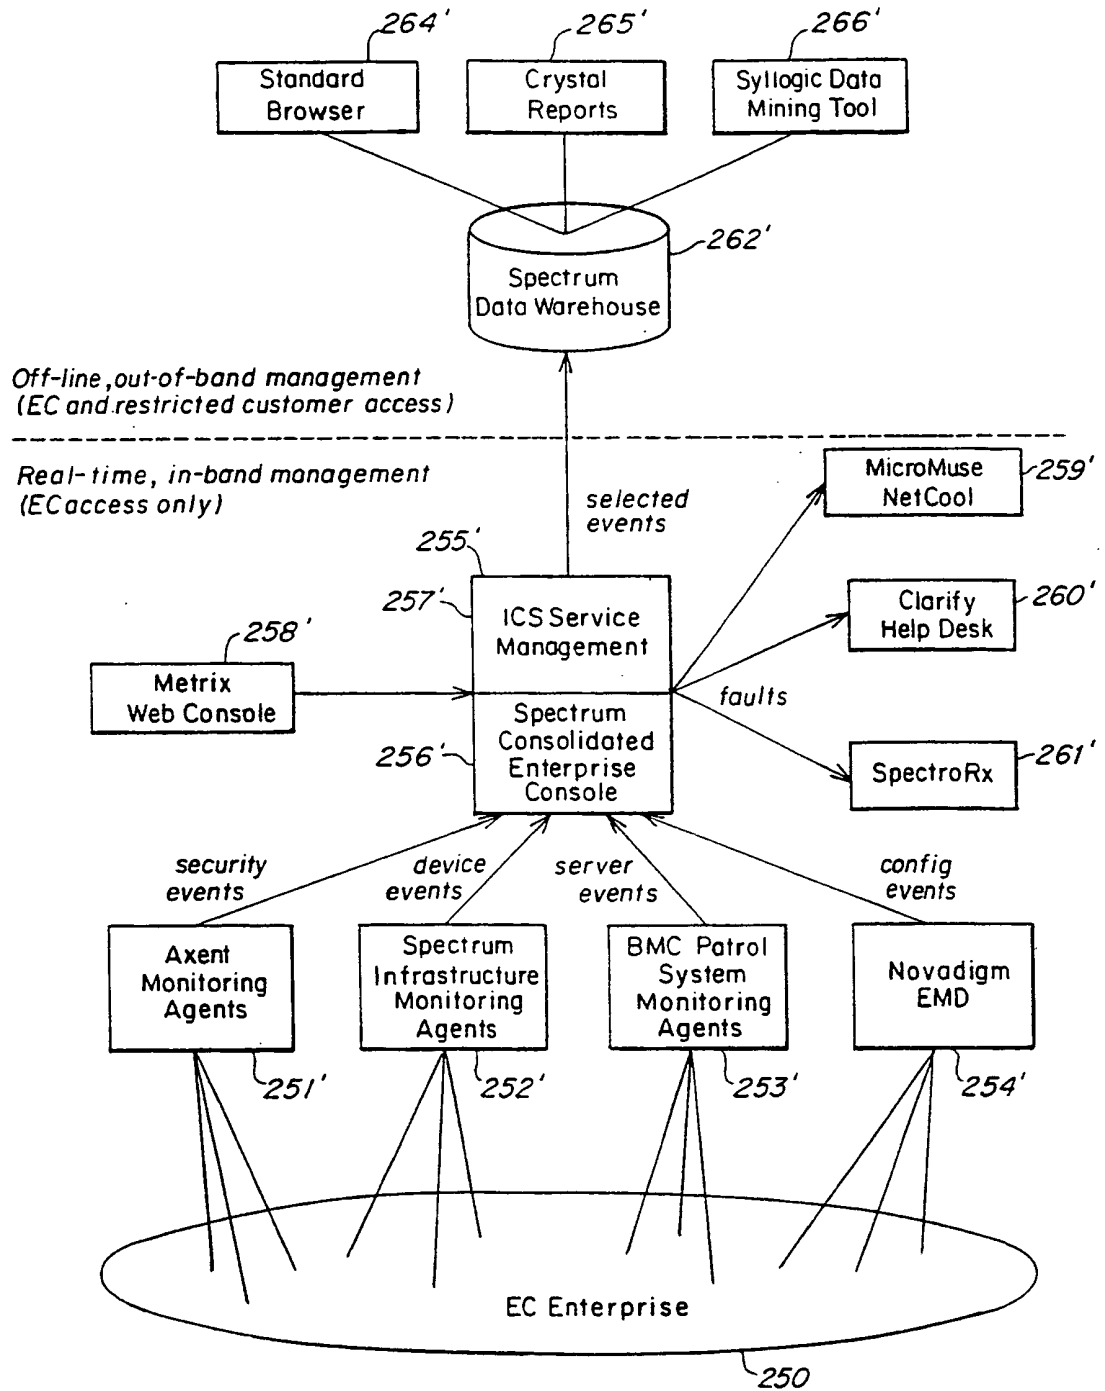 264'
265'
266'
Standard
Browser
Crystal
Reports
Syllogic Data
Mining Tool
262'
Spectrum
Data Warehouse
Off-line, out-of-band management
(EC and restricted customer access)
Real-time, in-band management
(EC access only)
selected
events
MicroMuse
NetCool
259'
255'
257'
ICS Service
Management
Clarify
Help Desk
260'
258'
Metrix
Web Console
faults
256'
Spectrum
Consolidated
Enterprise
Console
SpectroRx
261'
security
events
device
events
server
events
config
events
Axent
Monitoring
Agents
251'
Spectrum
Infrastructure
Monitoring
Agents
252'
BMC Patrol
System
Monitoring
Agents
253'
Novadigm
EMD
254'
EC Enterprise
250